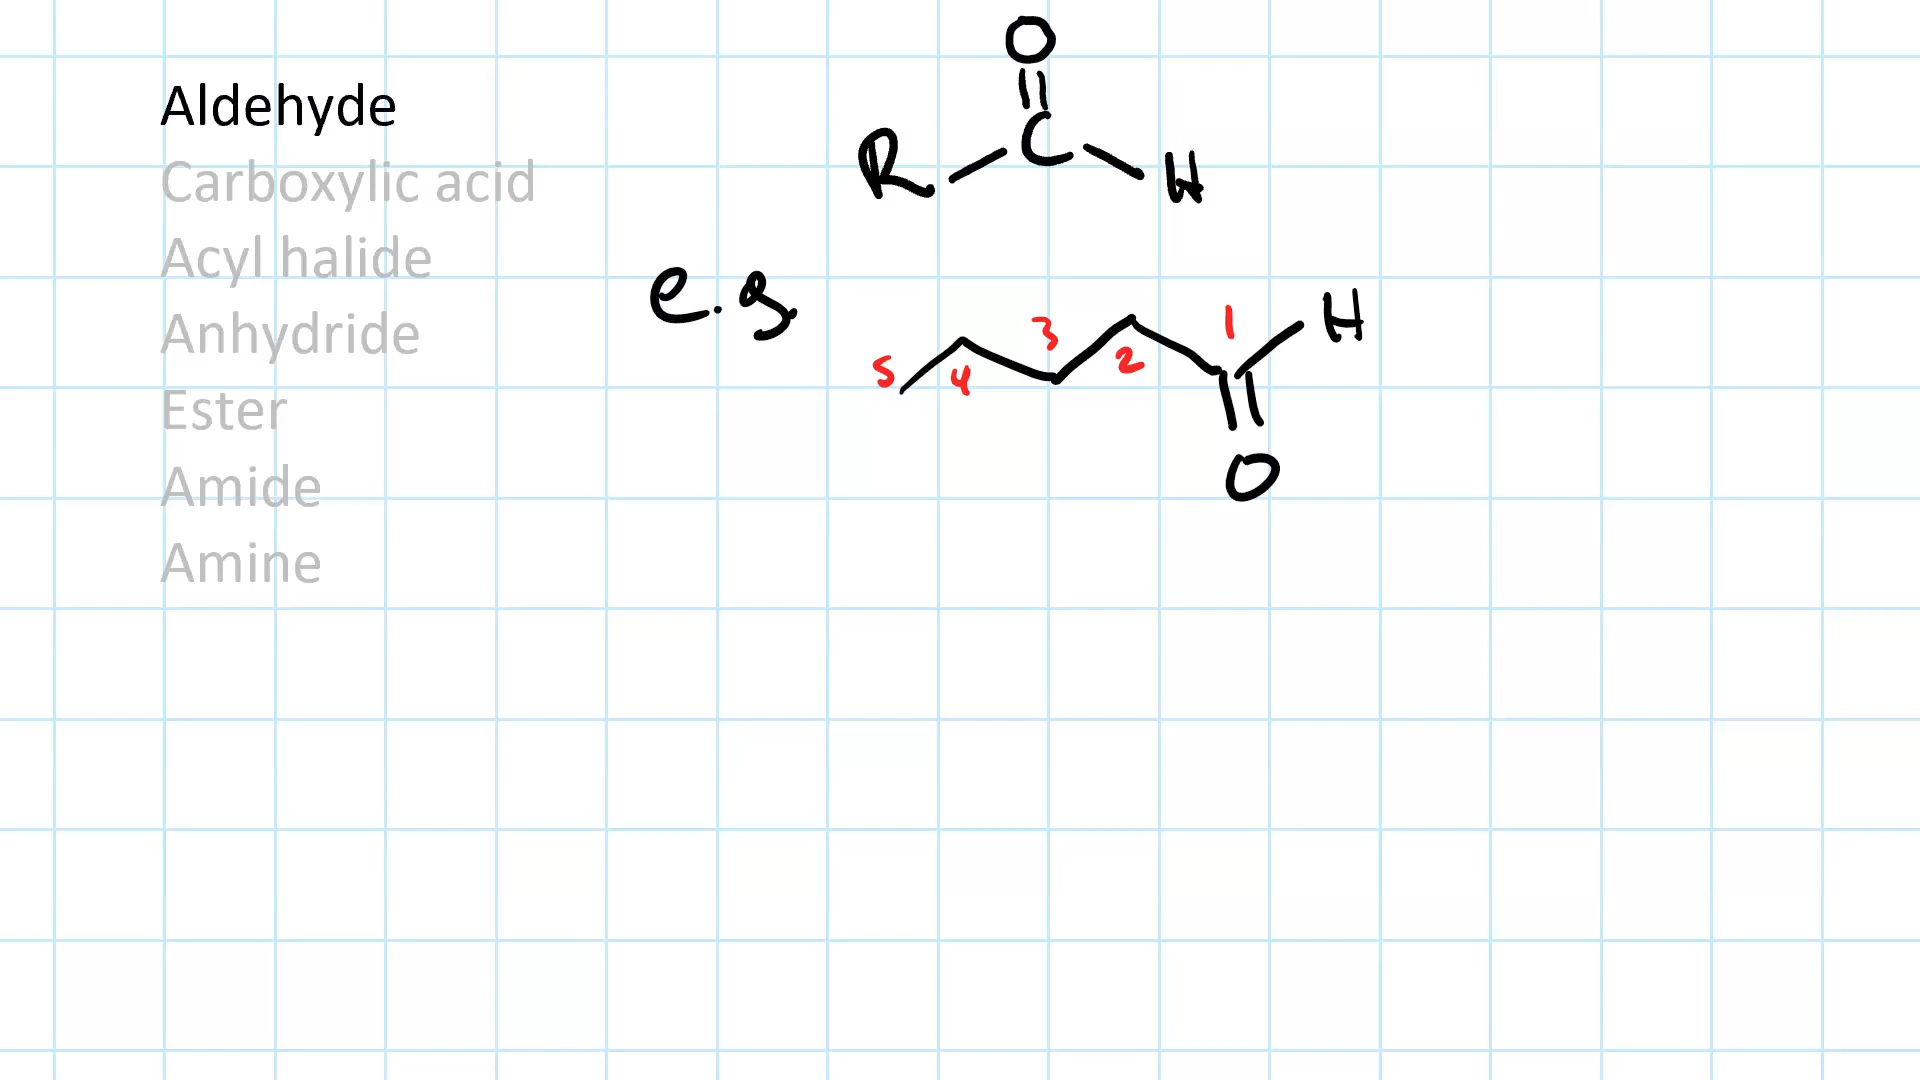 Aldehyde
Carboxylic acid
Acyl halide
Anhydride
Ester
Amide
Amine
O
R C H
e.g.
5 4 3 2 1 H
O